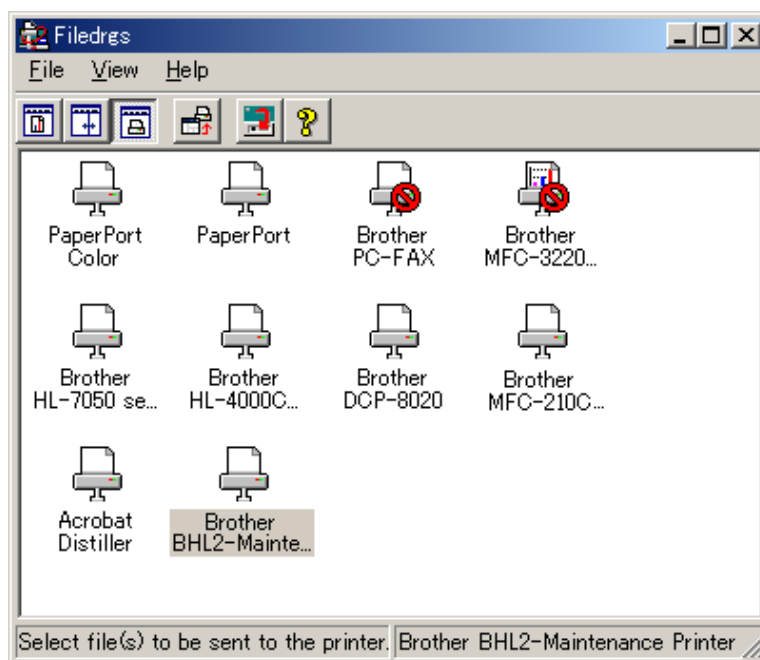 Filedrgs
File View Help
PaperPort
Color
PaperPort
Brother
PC-FAX
Brother
MFC-3220...
Brother
HL-7050 se...
Brother
HL-4000C...
Brother
DCP-8020
Brother
MFC-210C...
Acrobat
Distiller
Brother
BHL2-Mainte...
Select file(s) to be sent to the printer. Brother BHL2-Maintenance Printer